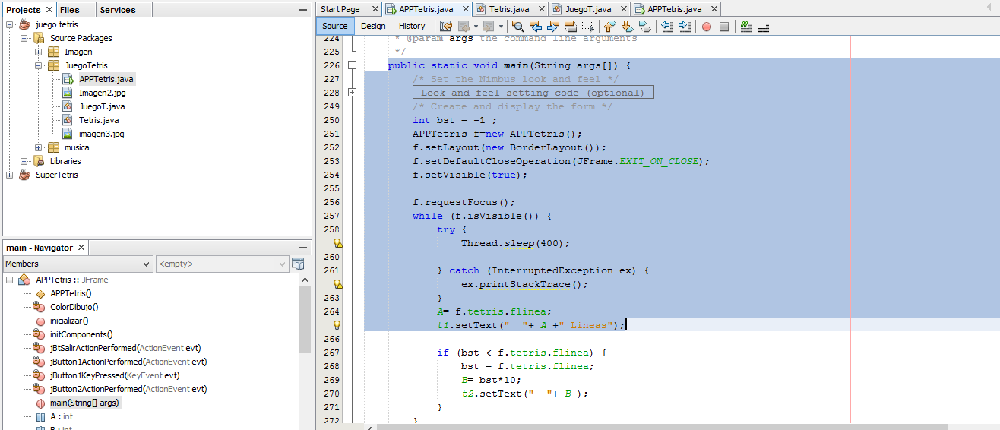 Projects Files Services
juego tetris
Source Packages
Imagen
JuegoTetris
APPTetris.java
Imagen2.jpg
JuegoT.java
Tetris.java
imagen3.jpg
musica
Libraries
SuperTetris
main - Navigator
Members <empty>
APPTetris :: JFrame
APPTetris()
ColorDibujo()
inicializar()
initComponents()
jBtSalirActionPerformed(ActionEvent evt)
jButton1ActionPerformed(ActionEvent evt)
jButton1KeyPressed(KeyEvent evt)
jButton2ActionPerformed(ActionEvent evt)
main(String[] args)
A : int
B : int
Start Page APPTetris.java Tetris.java JuegoT.java APPTetris.java
Source Design History
224 * @param args the command line arguments
225 */
226 public static void main(String args[]) {
227 /* Set the Nimbus look and feel */
228 Look and feel setting code (optional)
249 /* Create and display the form */
250 int bst = -1 ;
251 APPTetris f=new APPTetris();
252 f.setLayout(new BorderLayout());
253 f.setDefaultCloseOperation(JFrame.EXIT_ON_CLOSE);
254 f.setVisible(true);
255
256 f.requestFocus();
257 while (f.isVisible()) {
258 try {
Thread.sleep(400);
260
261 } catch (InterruptedException ex) {
ex.printStackTrace();
263 }
264 A= f.tetris.flinea;
t1.setText("  "+ A +" Lineas");
266
267 if (bst < f.tetris.flinea) {
268 bst = f.tetris.flinea;
269 B= bst*10;
270 t2.setText("  "+ B );
271 }
272 }